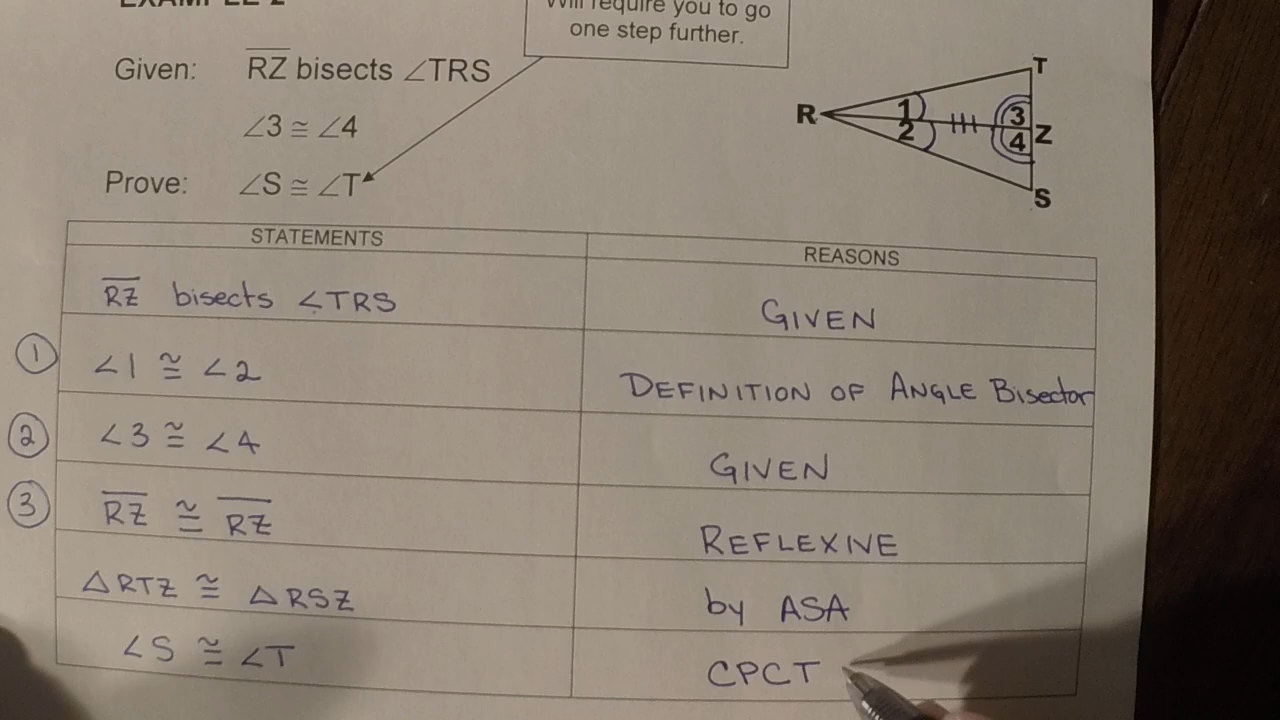 EXAMPLE 2
Will require you to go
one step further.
Given: RZ bisects ∠TRS
∠3 ≅ ∠4
Prove: ∠S ≅ ∠T
R
1
2
3
4
T
Z
S
STATEMENTS REASONS
RZ bisects ∠TRS GIVEN
① ∠1 ≅ ∠2 DEFINITION OF ANGLE Bisector
② ∠3 ≅ ∠4 GIVEN
③ RZ ≅ RZ REFLEXIVE
△RTZ ≅ △RSZ by ASA
∠S ≅ ∠T CPCT